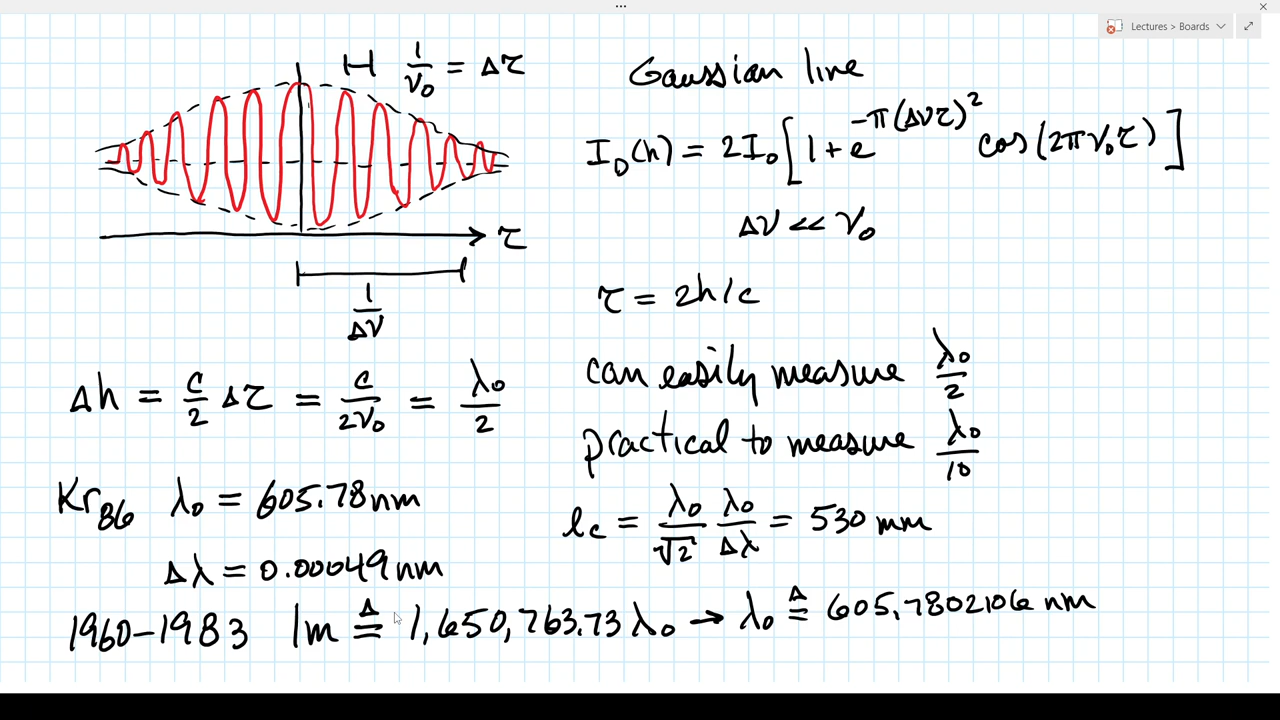 Lectures > Boards
1/ν₀ = Δτ
τ
1/Δν
Gaussian line
I_D(h) = 2I₀[1 + e^(-π(Δντ)²) cos(2πν₀τ)]
Δν << ν₀
τ = 2h/c
Δh = c/2 Δτ = c/2ν₀ = λ₀/2
can easily measure λ₀/2
practical to measure λ₀/10
Kr₈₆ λ₀ = 605.78 nm
Δλ = 0.00049 nm
l_c = λ₀/√2 λ₀/Δλ = 530 mm
1960-1983 1m ≜ 1,650,763.73 λ₀ → λ₀ ≜ 605.7802106 nm